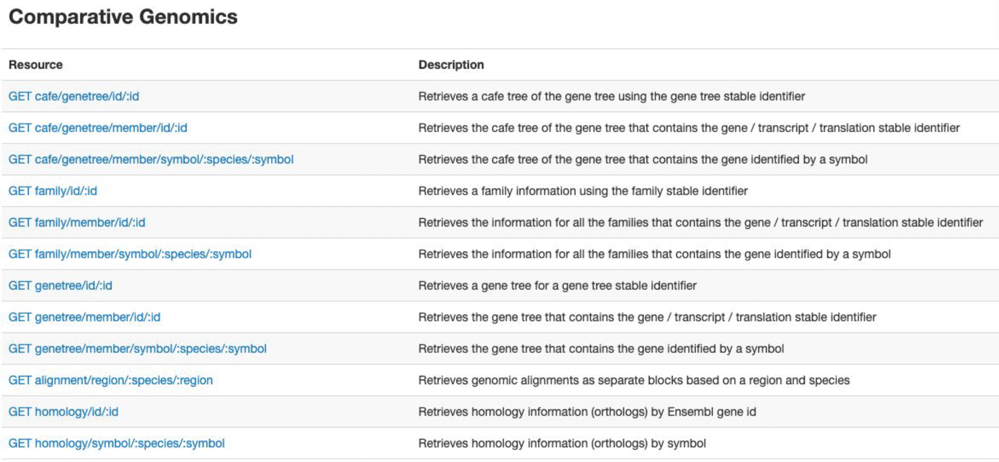 Comparative Genomics
Resource Description
GET cafe/genetree/id/:id Retrieves a cafe tree of the gene tree using the gene tree stable identifier
GET cafe/genetree/member/id/:id Retrieves the cafe tree of the gene tree that contains the gene / transcript / translation stable identifier
GET cafe/genetree/member/symbol/:species/:symbol Retrieves the cafe tree of the gene tree that contains the gene identified by a symbol
GET family/id/:id Retrieves a family information using the family stable identifier
GET family/member/id/:id Retrieves the information for all the families that contains the gene / transcript / translation stable identifier
GET family/member/symbol/:species/:symbol Retrieves the information for all the families that contains the gene identified by a symbol
GET genetree/id/:id Retrieves a gene tree for a gene tree stable identifier
GET genetree/member/id/:id Retrieves the gene tree that contains the gene / transcript / translation stable identifier
GET genetree/member/symbol/:species/:symbol Retrieves the gene tree that contains the gene identified by a symbol
GET alignment/region/:species/:region Retrieves genomic alignments as separate blocks based on a region and species
GET homology/id/:id Retrieves homology information (orthologs) by Ensembl gene id
GET homology/symbol/:species/:symbol Retrieves homology information (orthologs) by symbol